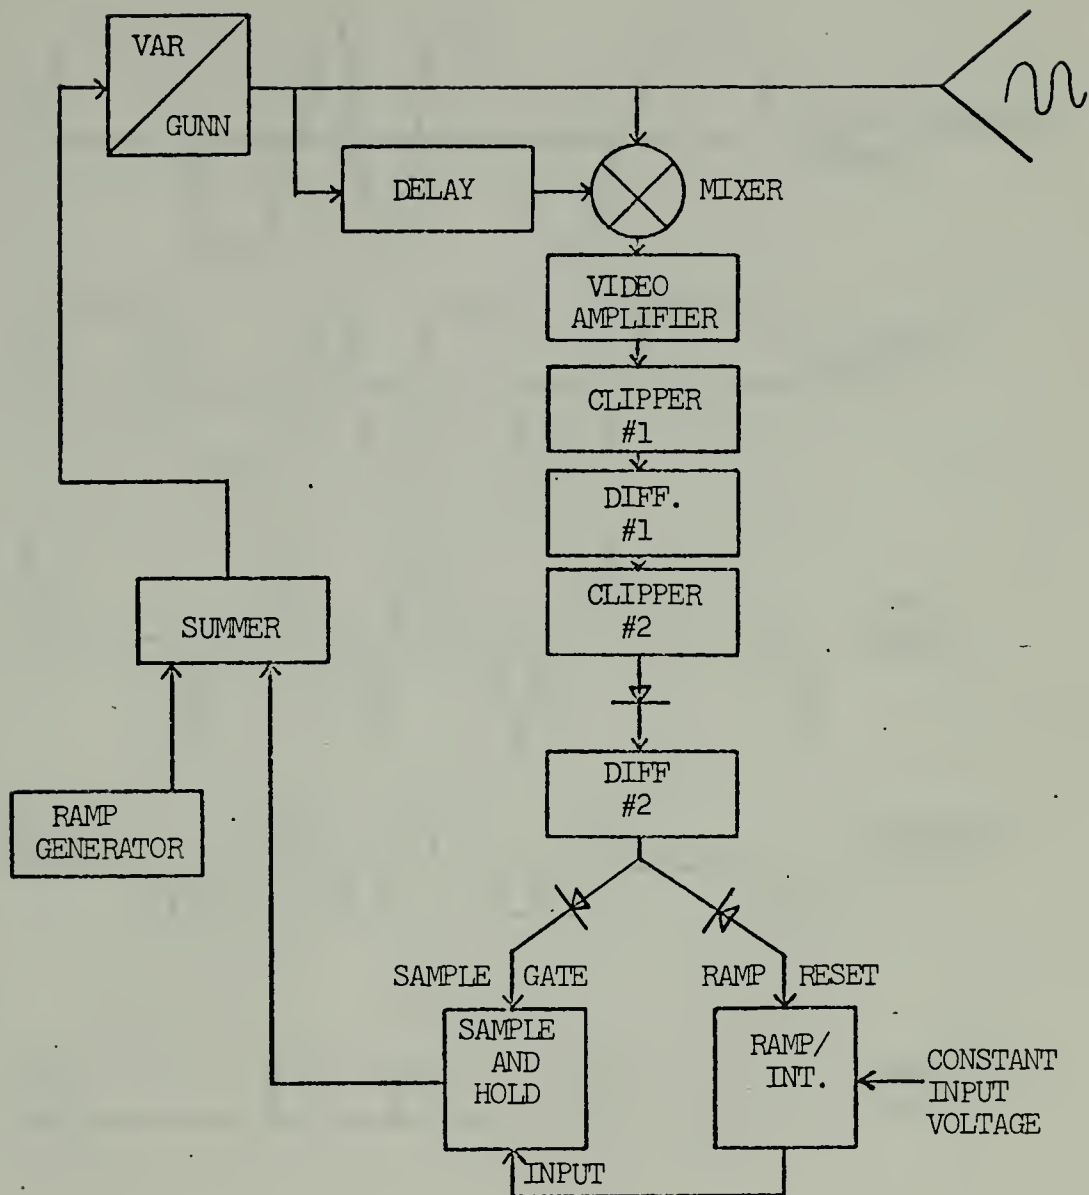 VAR
GUNN
DELAY
MIXER
VIDEO
AMPLIFIER
CLIPPER
#1
DIFF.
#1
CLIPPER
#2
SUMMER
DIFF
#2
RAMP
GENERATOR
SAMPLE GATE
RAMP RESET
SAMPLE
AND
HOLD
RAMP/
INT.
CONSTANT
INPUT
VOLTAGE
INPUT